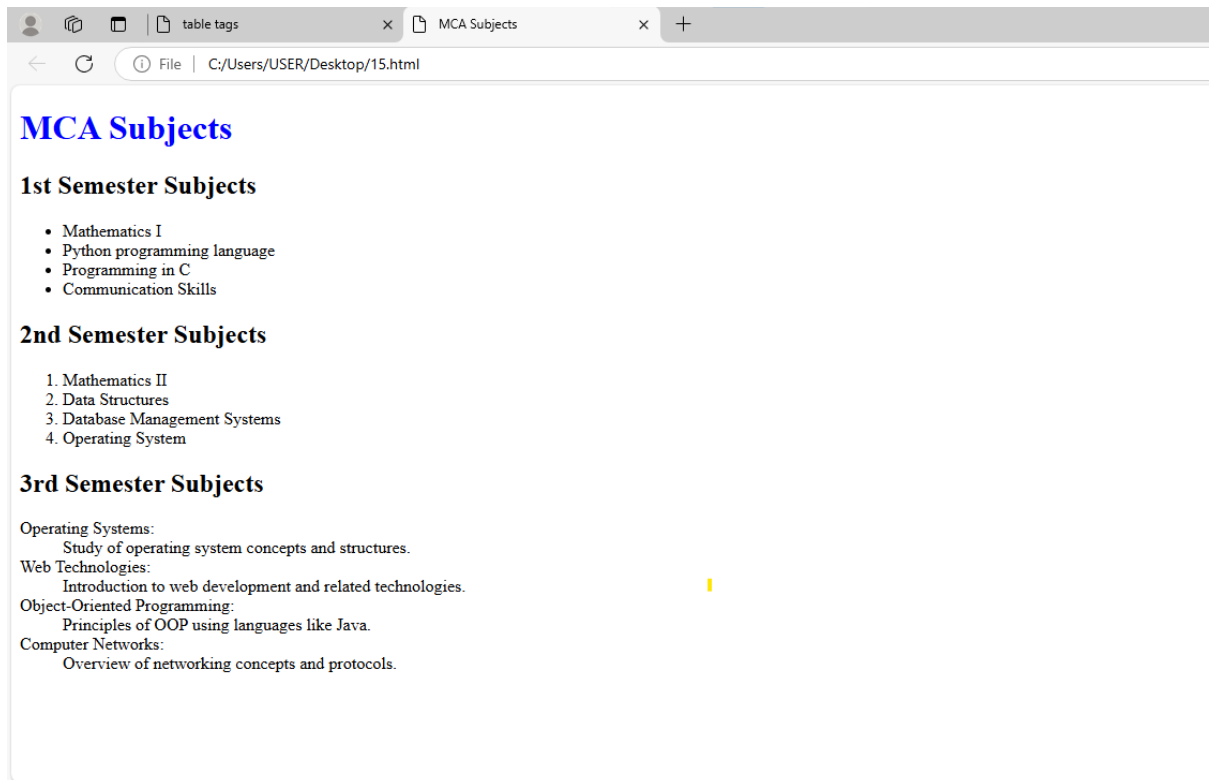 table tags
MCA Subjects
File
C:/Users/USER/Desktop/15.html
MCA Subjects
1st Semester Subjects
• Mathematics I
• Python programming language
• Programming in C
• Communication Skills
2nd Semester Subjects
1. Mathematics II
2. Data Structures
3. Database Management Systems
4. Operating System
3rd Semester Subjects
Operating Systems:
Study of operating system concepts and structures.
Web Technologies:
Introduction to web development and related technologies.
Object-Oriented Programming:
Principles of OOP using languages like Java.
Computer Networks:
Overview of networking concepts and protocols.